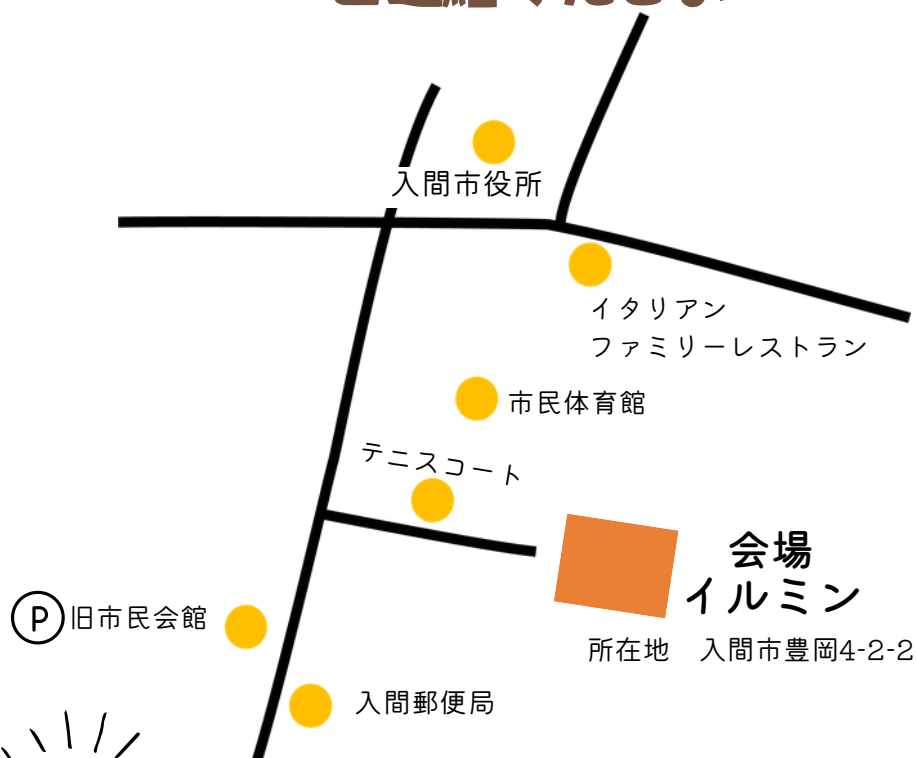 入間市役所
イタリアン
ファミリーレストラン
市民体育館
テニスコート
会場
イルミン
所在地　入間市豊岡4-2-2
P 旧市民会館
入間郵便局